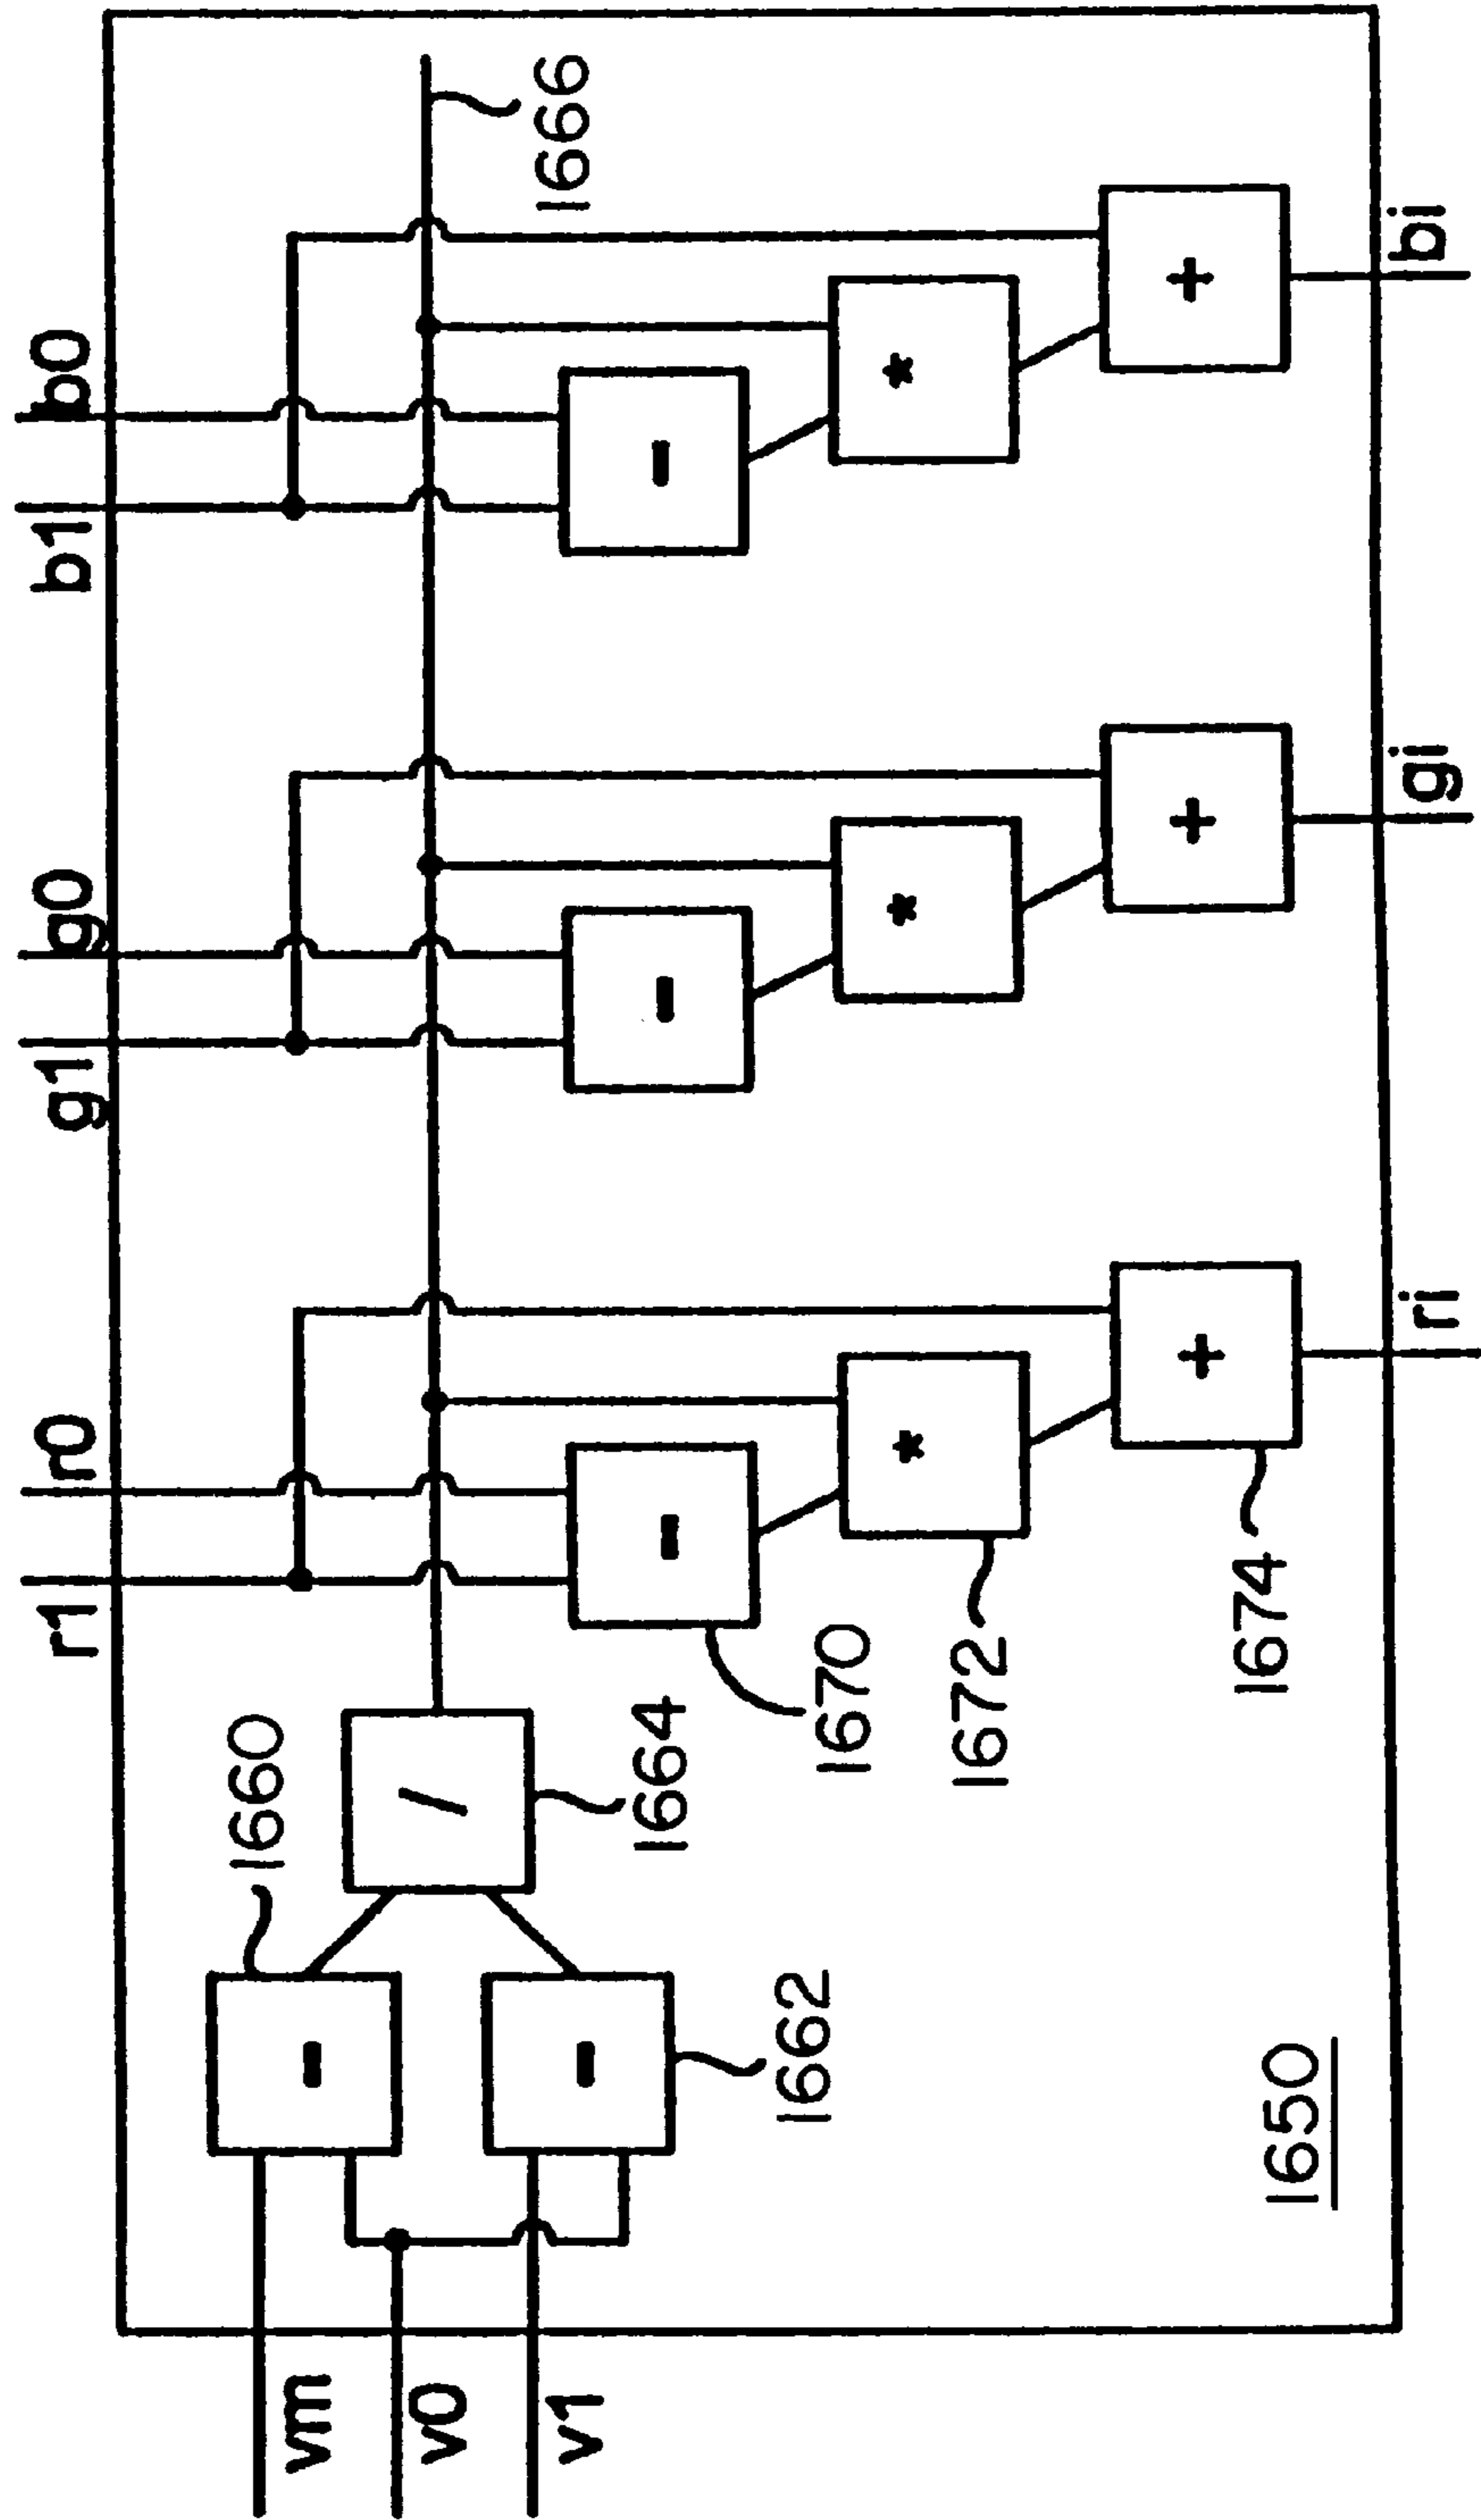 r1 r0 g1 g0 b1 b0
1660
vm
-
v0
/
1666
v1
-
1664
- - -
1662
1670
* * *
1672
+ + +
1674
1650
ri gi bi